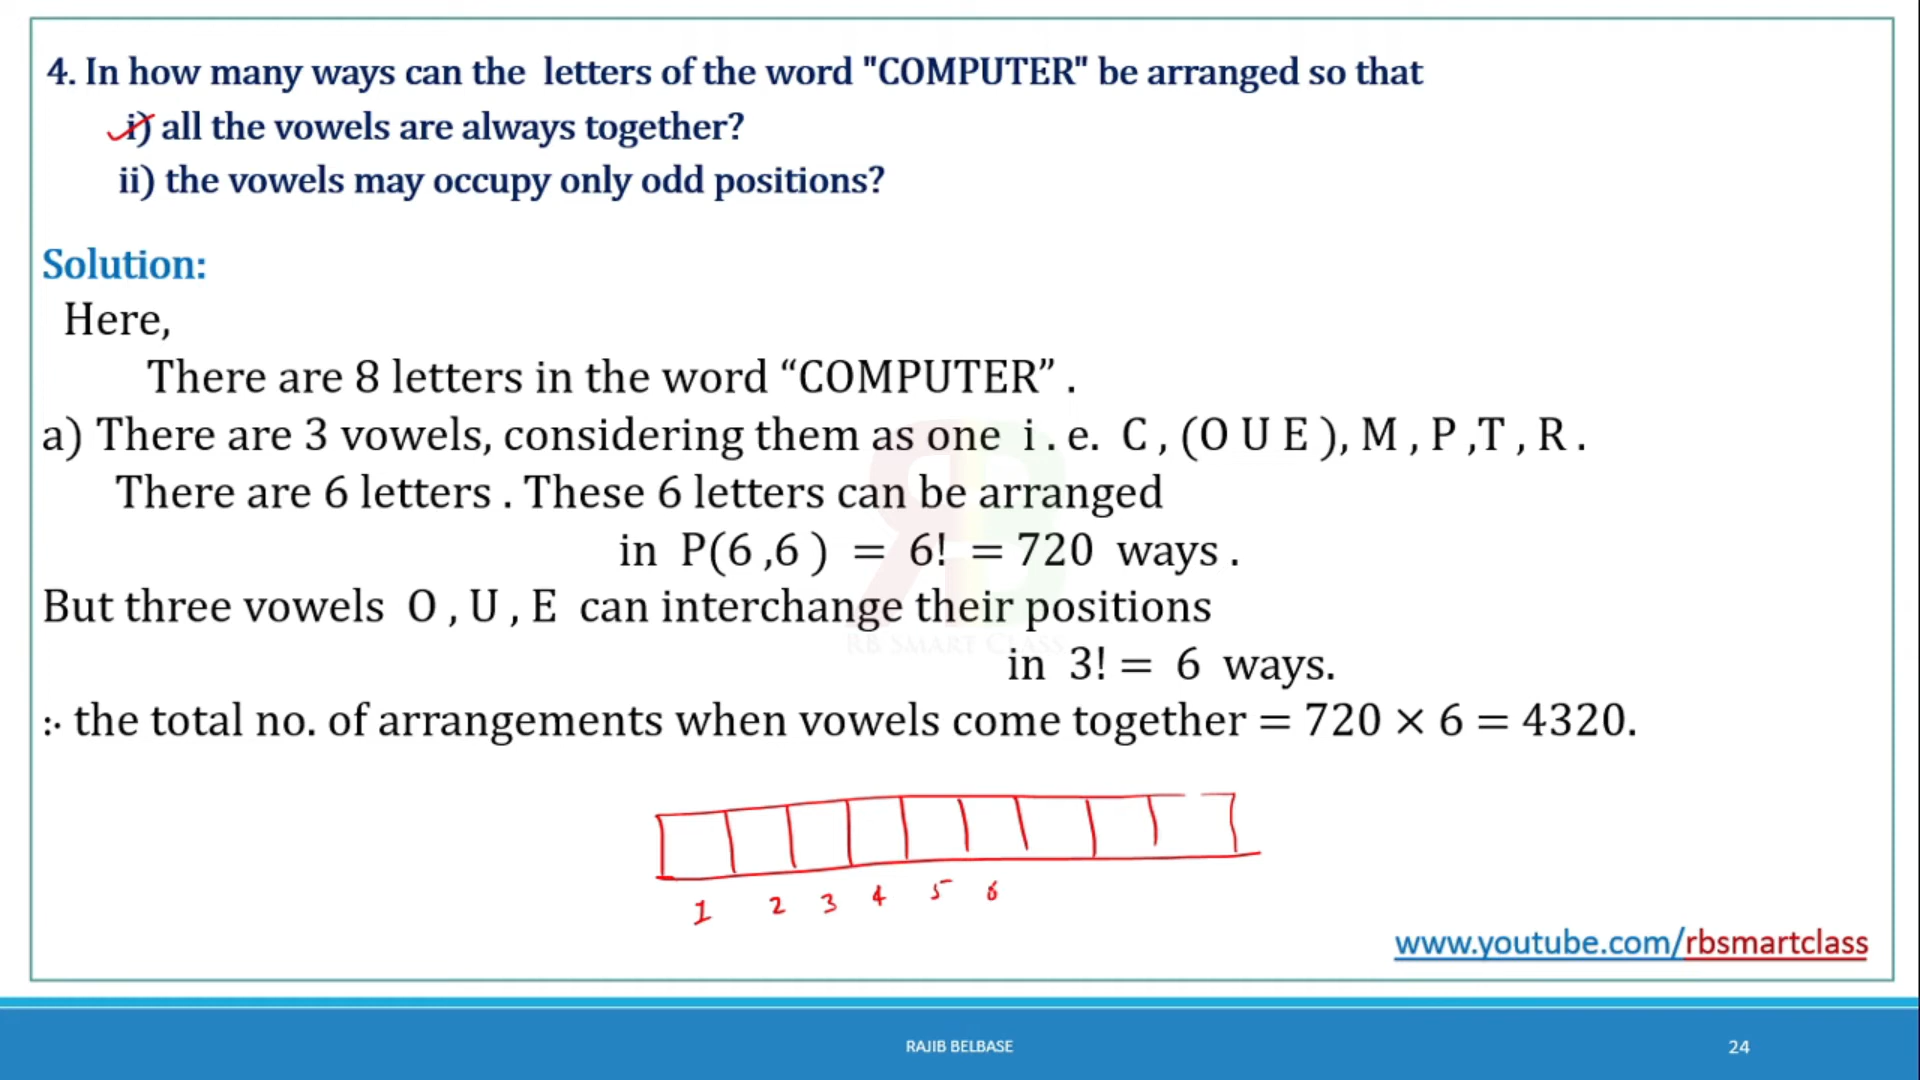 4. In how many ways can the letters of the word "COMPUTER" be arranged so that
i) all the vowels are always together?
ii) the vowels may occupy only odd positions?
Solution:
Here,
There are 8 letters in the word “COMPUTER” .
a) There are 3 vowels, considering them as one i . e. C , (O U E ), M , P ,T , R .
There are 6 letters . These 6 letters can be arranged
in P(6 ,6 ) = 6! = 720 ways .
But three vowels O , U , E can interchange their positions
RB SMART CLASS
in 3! = 6 ways.
⸫ the total no. of arrangements when vowels come together = 720 × 6 = 4320.
1 2 3 4 5 6
www.youtube.com/rbsmartclass
RAJIB BELBASE
24